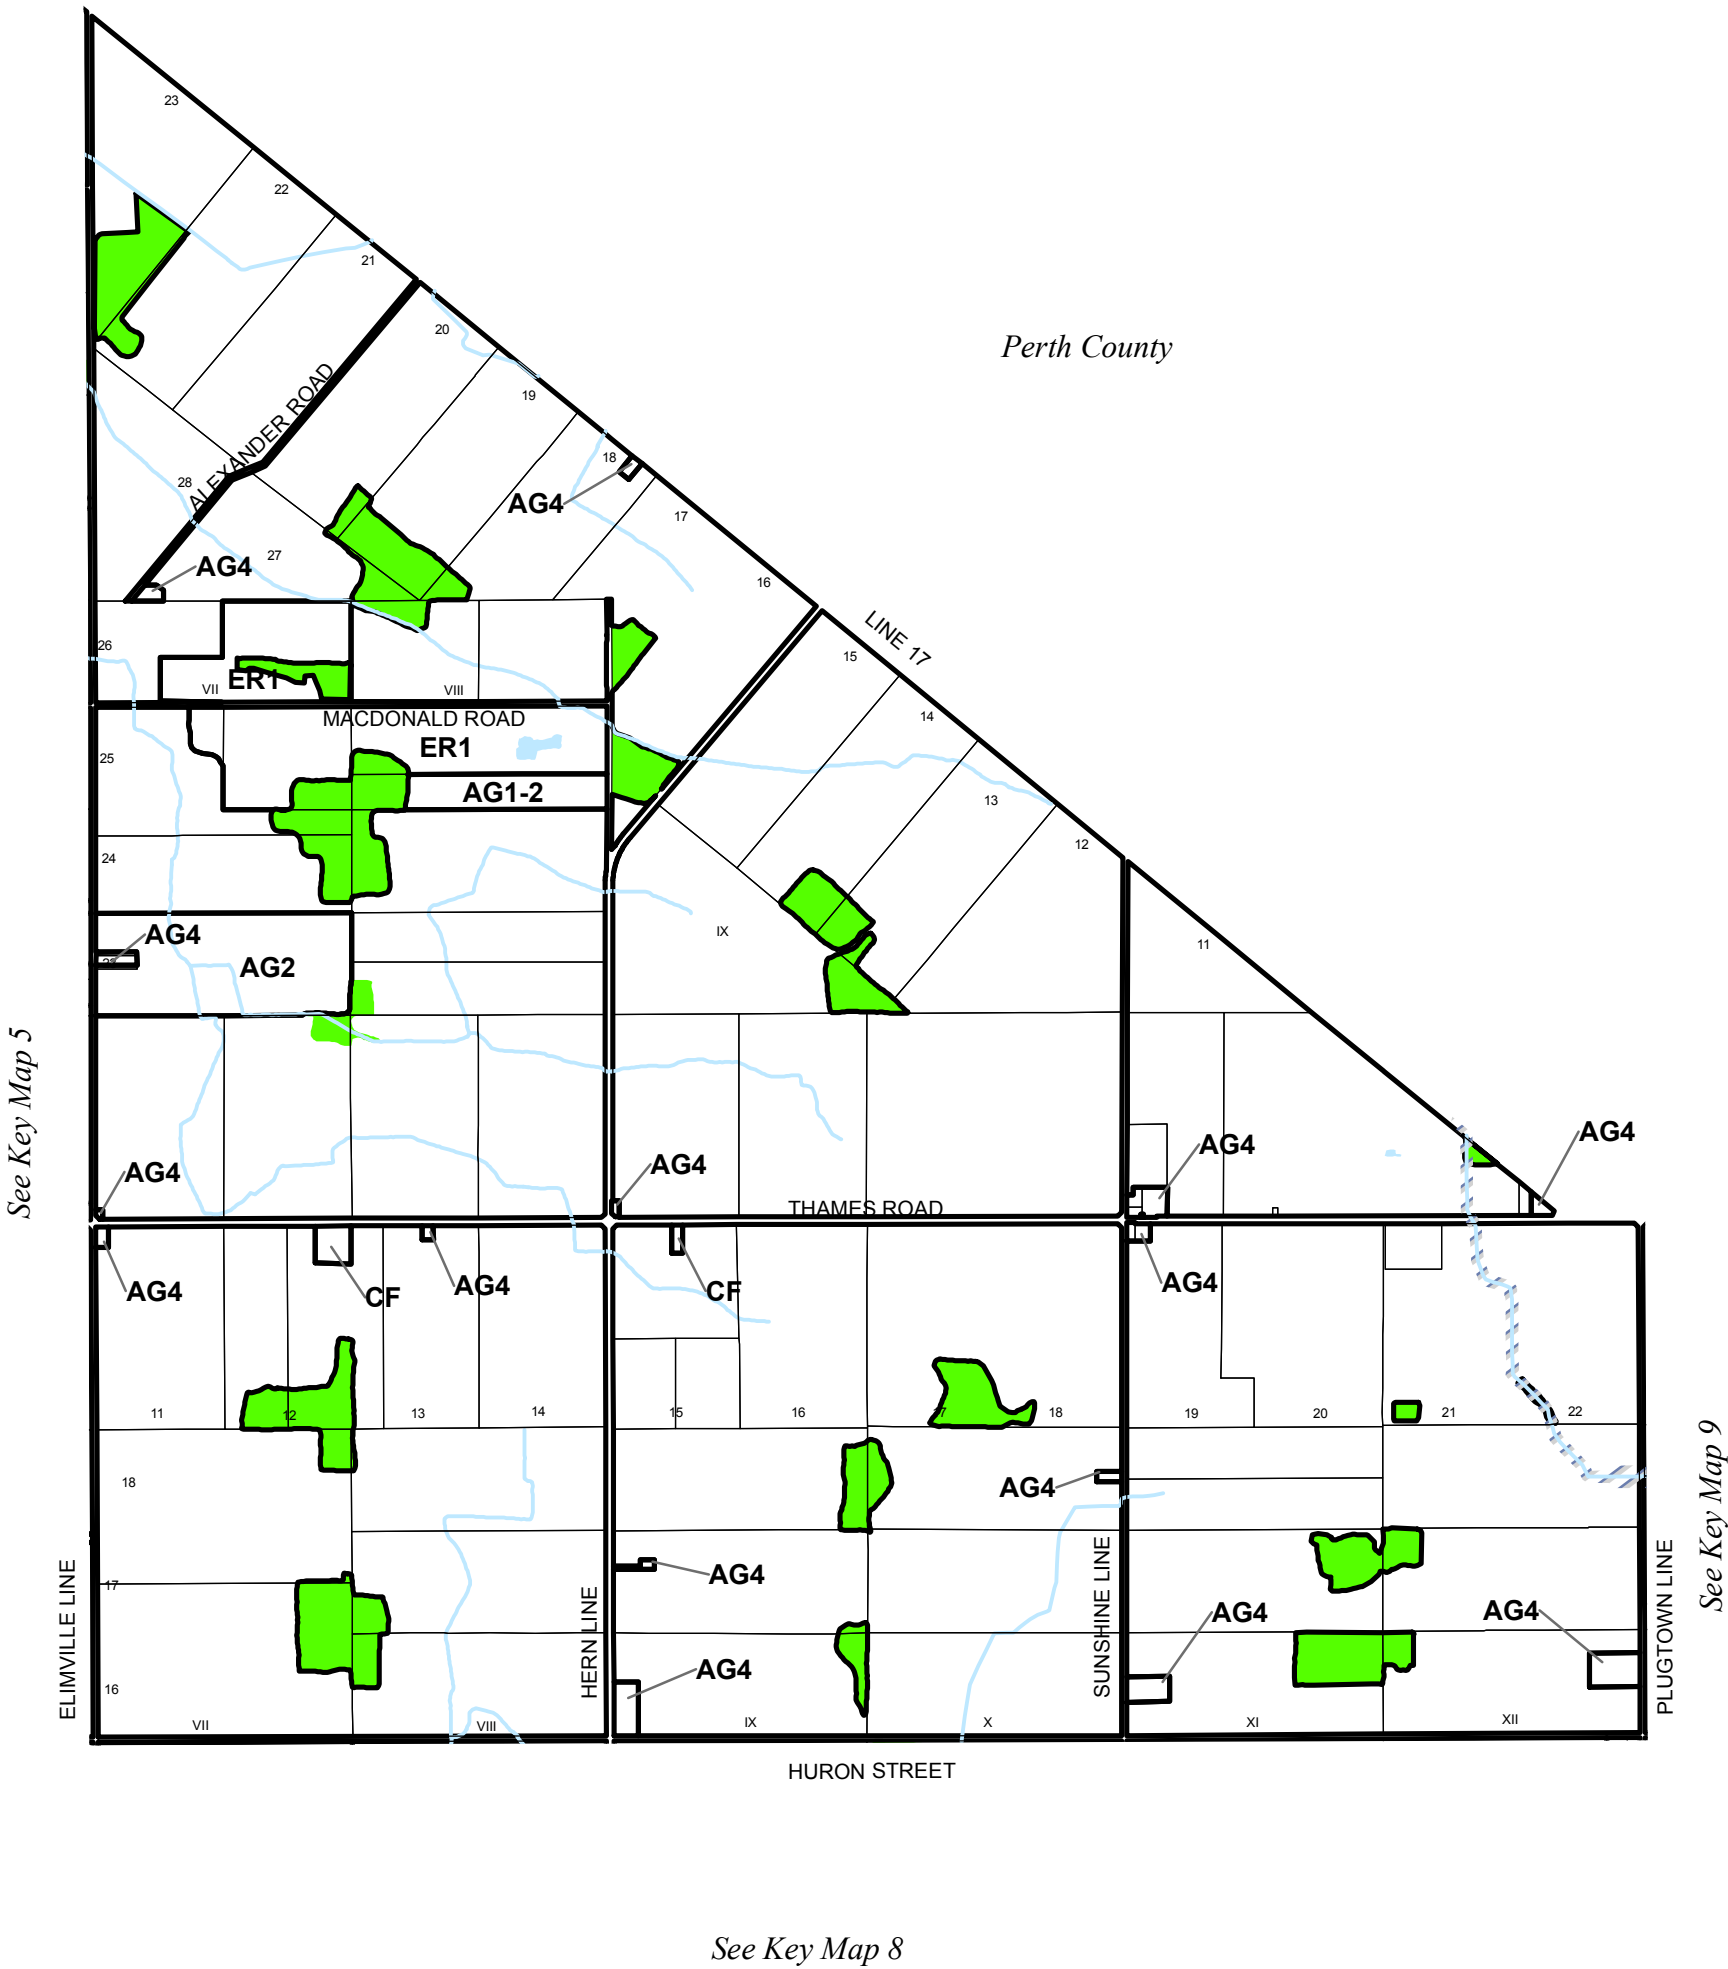 23
22
21
Perth County
20
19
ALEXANDER ROAD
18
28
AG4
17
27
AG4
16
LINE 17
26
15
ER1
VII
VIII
14
MACDONALD ROAD
ER1
25
AG1-2
13
12
24
IX
AG4
11
AG2
See Key Map 5
AG4
AG4
AG4
AG4
THAMES ROAD
AG4
CF
AG4
CF
AG4
11
12
13
14
15
16
17
18
19
20
21
22
18
AG4
See Key Map 9
17
AG4
ELIMVILLE LINE
HERN LINE
SUNSHINE LINE
PLUGTOWN LINE
AG4
AG4
AG4
16
VII
VIII
IX
X
XI
XII
HURON STREET
See Key Map 8